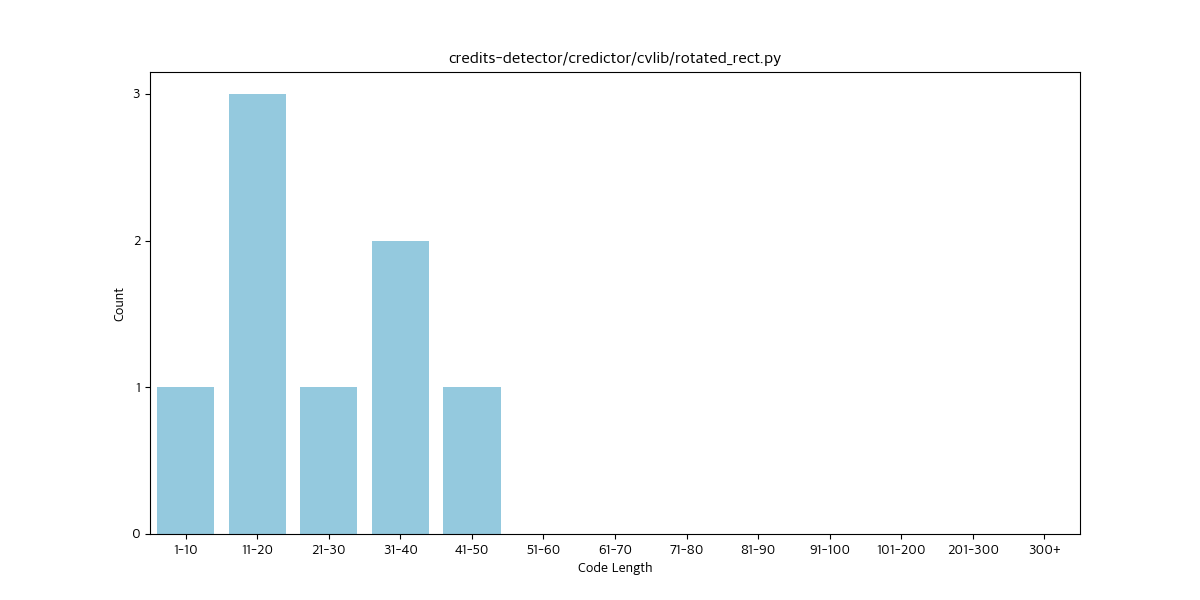 credits-detector/credictor/cvlib/rotated_rect.py
3
2
1
0
Count
1-10 11-20 21-30 31-40 41-50 51-60 61-70 71-80 81-90 91-100 101-200 201-300 300+
Code Length